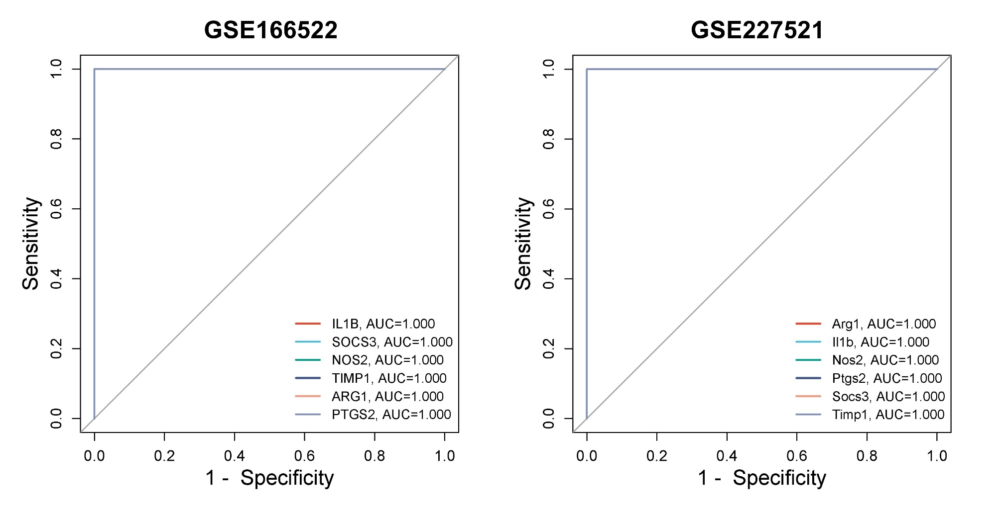 GSE166522
1.0
0.8
0.6
0.4
0.2
0.0
Sensitivity
IL1B, AUC=1.000
SOCS3, AUC=1.000
NOS2, AUC=1.000
TIMP1, AUC=1.000
ARG1, AUC=1.000
PTGS2, AUC=1.000
0.0 0.2 0.4 0.6 0.8 1.0
1 - Specificity
GSE227521
1.0
0.8
0.6
0.4
0.2
0.0
Sensitivity
Arg1, AUC=1.000
Il1b, AUC=1.000
Nos2, AUC=1.000
Ptgs2, AUC=1.000
Socs3, AUC=1.000
Timp1, AUC=1.000
0.0 0.2 0.4 0.6 0.8 1.0
1 - Specificity